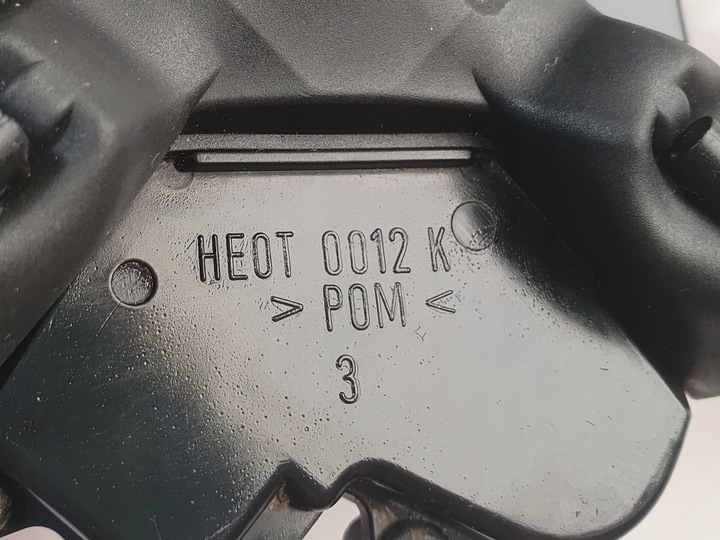 HEOT 0012 K
> POM <
3